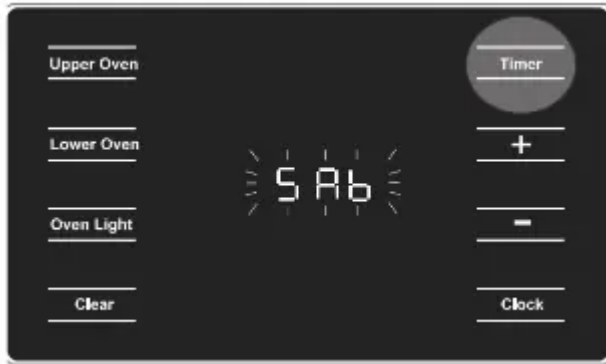 Upper Oven
Timer
Lower Oven
+
SAb
Oven Light
-
Clear
Clock